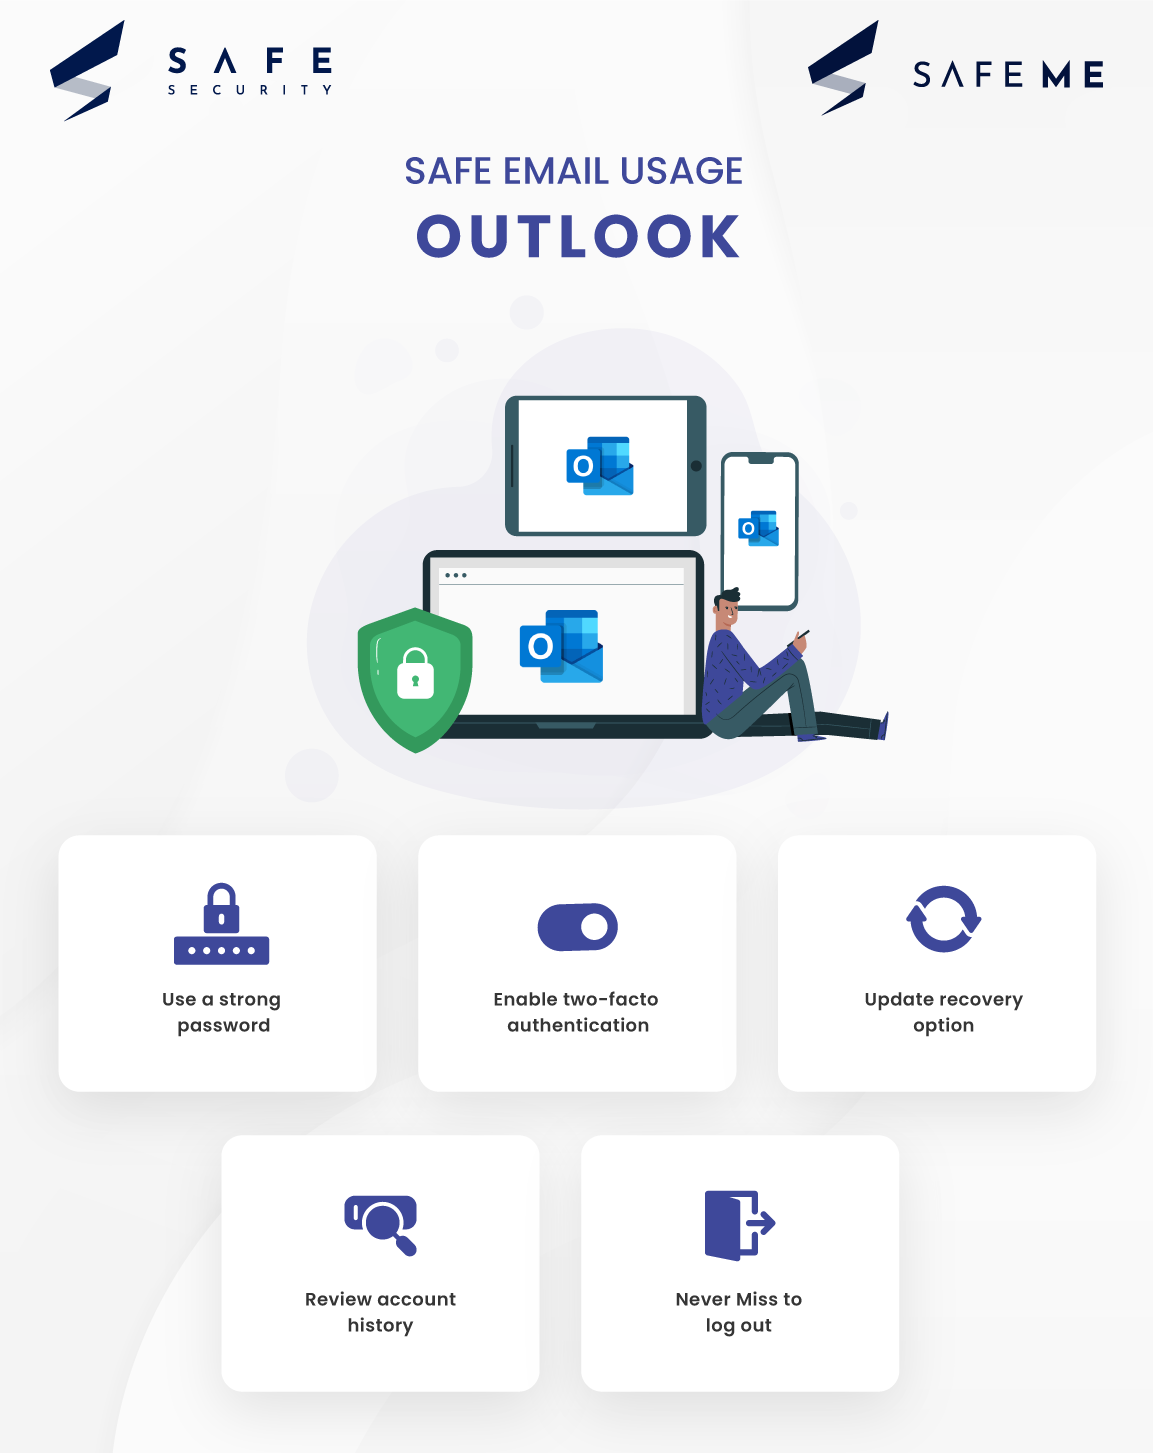 SAFE
SECURITY
SAFE ME
SAFE EMAIL USAGE
OUTLOOK
O
O
O
Use a strong
password
Enable two-facto
authentication
Update recovery
option
Review account
history
Never Miss to
log out